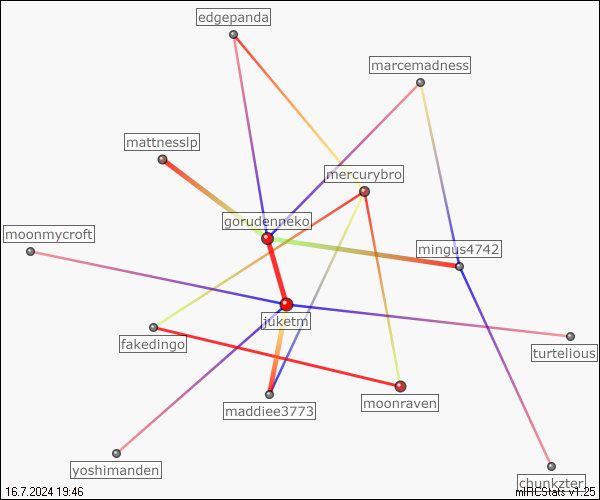 edgepanda
marcemadness
mattnesslp
mercurybro
gorudenneko
moonmycroft
mingus4742
juketm
fakedingo
turtelious
maddiee3773
moonraven
yoshimanden
chunkzter
16.7.2024 19:46
mIRCStats v1.25